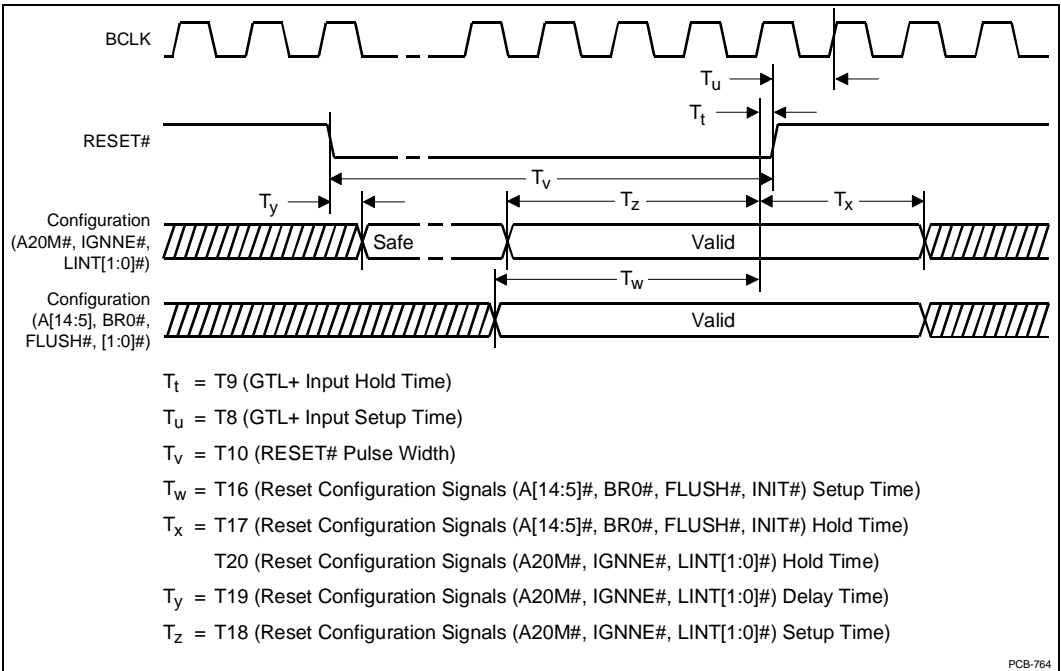 BCLK
Tu
Tt
RESET#
Tv
Ty
Tz
Tx
Configuration
(A20M#, IGNNE#,
LINT[1:0]#)
Safe
Valid
Tw
Configuration
(A[14:5], BR0#,
FLUSH#, [1:0]#)
Valid
Tt = T9 (GTL+ Input Hold Time)
Tu = T8 (GTL+ Input Setup Time)
Tv = T10 (RESET# Pulse Width)
Tw = T16 (Reset Configuration Signals (A[14:5]#, BR0#, FLUSH#, INIT#) Setup Time)
Tx = T17 (Reset Configuration Signals (A[14:5]#, BR0#, FLUSH#, INIT#) Hold Time)
T20 (Reset Configuration Signals (A20M#, IGNNE#, LINT[1:0]#) Hold Time)
Ty = T19 (Reset Configuration Signals (A20M#, IGNNE#, LINT[1:0]#) Delay Time)
Tz = T18 (Reset Configuration Signals (A20M#, IGNNE#, LINT[1:0]#) Setup Time)
PCB-764